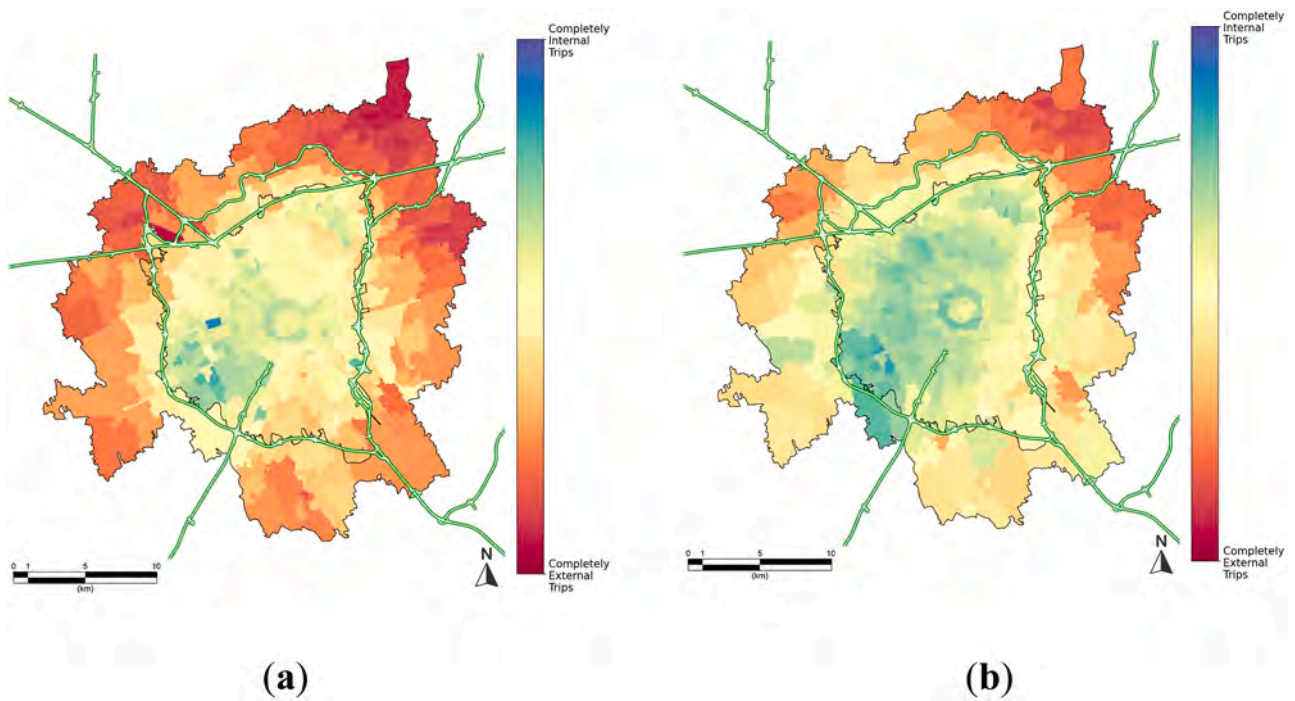 Completely
Internal
Trips
Completely
External
Trips
N
0 1 5 10
(km)
(a)
Completely
Internal
Trips
Completely
External
Trips
N
0 1 5 10
(km)
(b)